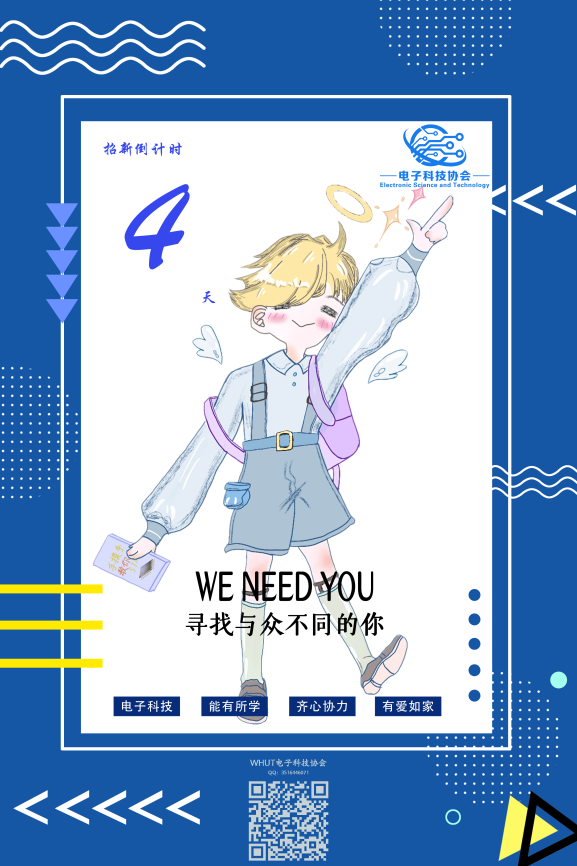 招新倒计时
电子科技协会
Electronic Science and Technology
4
天
WE NEED YOU
寻找与众不同的你
电子科技 能有所学 齐心协力 有爱如家
WHUT电子科技协会
QQ: 3516946071